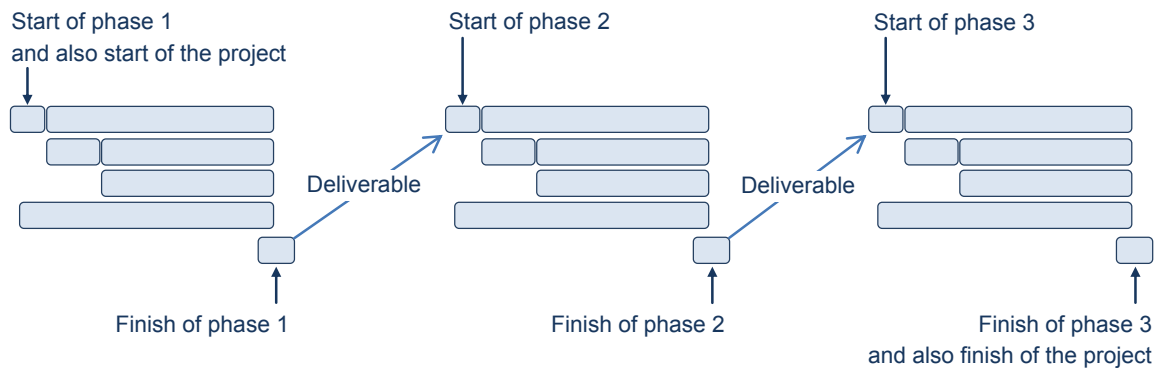 Start of phase 1
and also start of the project
Start of phase 2
Start of phase 3
Deliverable
Deliverable
Finish of phase 1
Finish of phase 2
Finish of phase 3
and also finish of the project